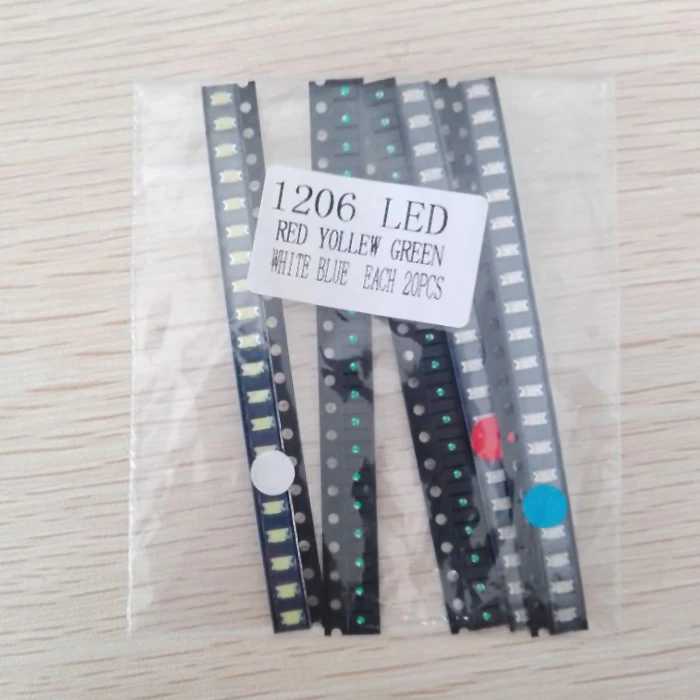 1206 LED
RED YOLLEW GREEN
WHITE BLUE EACH 20PCS